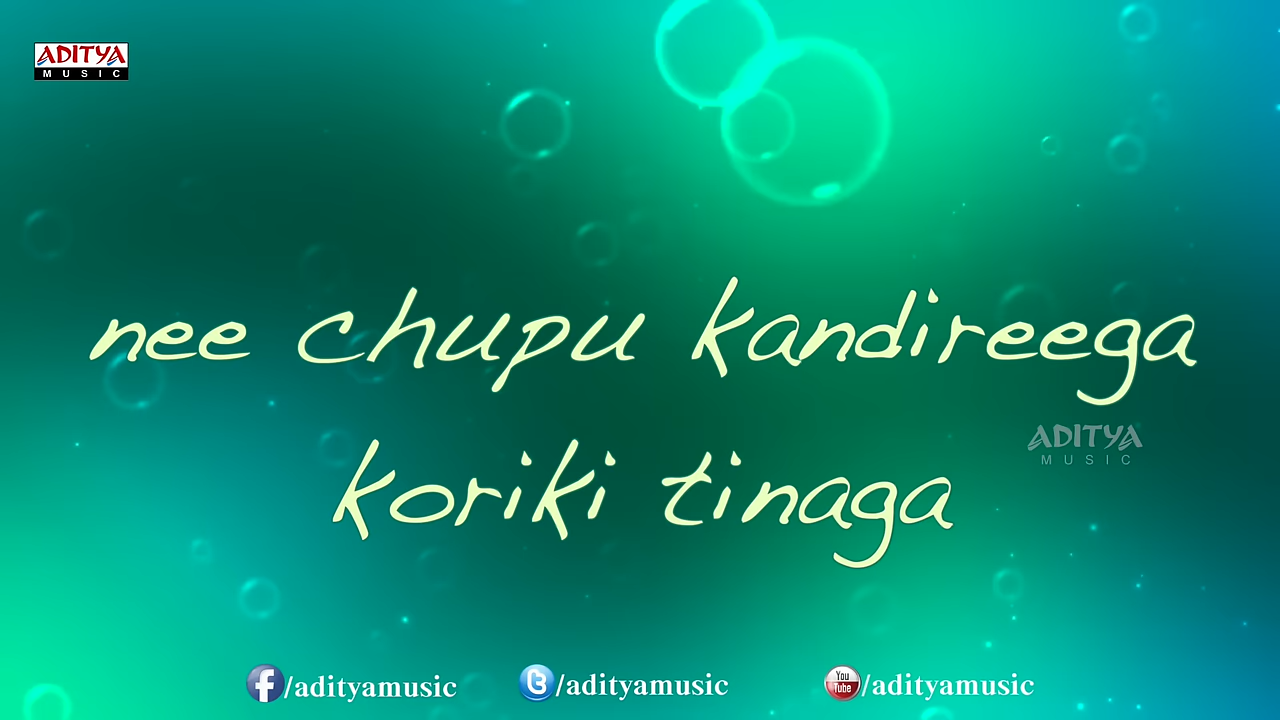 ADITYA
MUSIC
nee chupu kandireega
koriki tinaga
ADITYA
MUSIC
/adityamusic /adityamusic You Tube /adityamusic